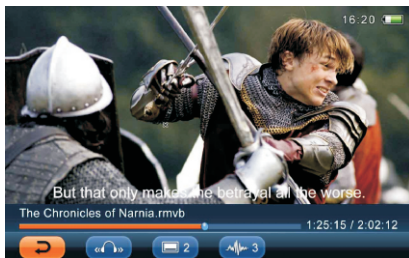 16:20
But that only makes the betrayal all the worse.
The Chronicles of Narnia.rmvb
1:25:15 / 2:02:12
2
3